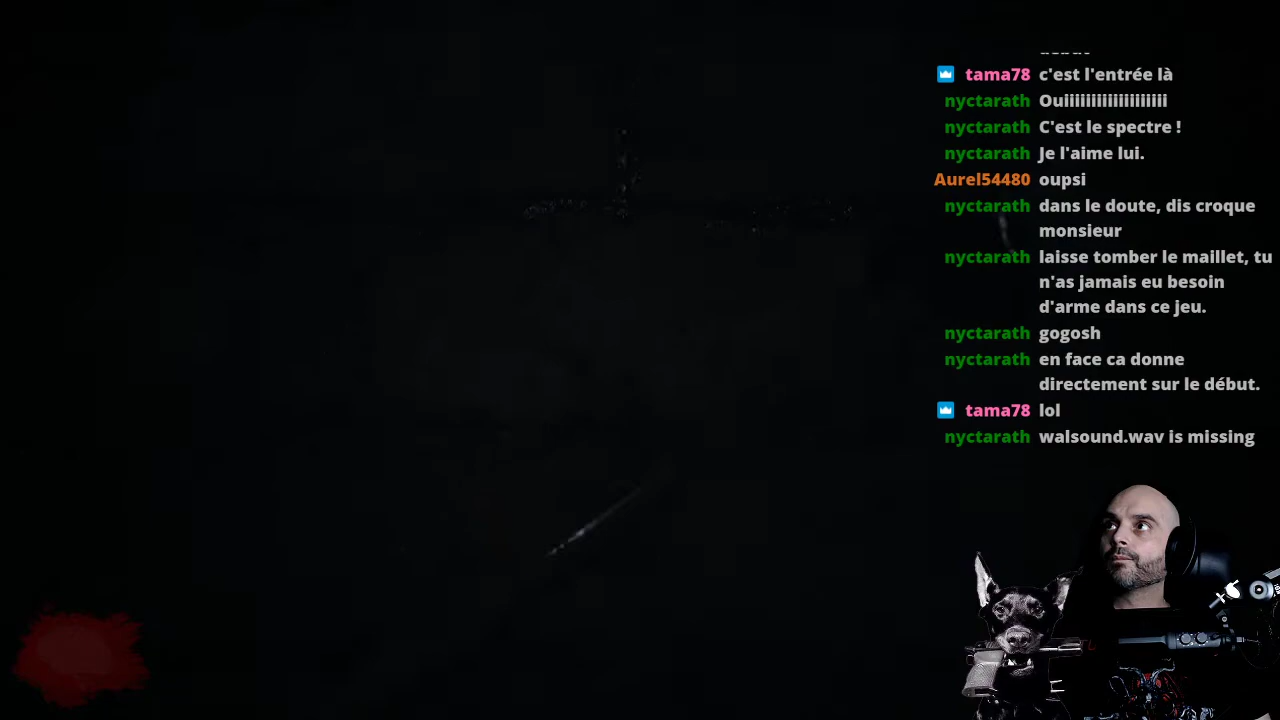 tama78 c'est l'entrée là
nyctarath Ouiiiiiiiiiiiiiiiiiii
nyctarath C'est le spectre !
nyctarath Je l'aime lui.
Aurel54480 oupsi
nyctarath dans le doute, dis croque
monsieur
nyctarath laisse tomber le maillet, tu
n'as jamais eu besoin
d'arme dans ce jeu.
nyctarath gogosh
nyctarath en face ca donne
directement sur le début.
tama78 lol
nyctarath walsound.wav is missing